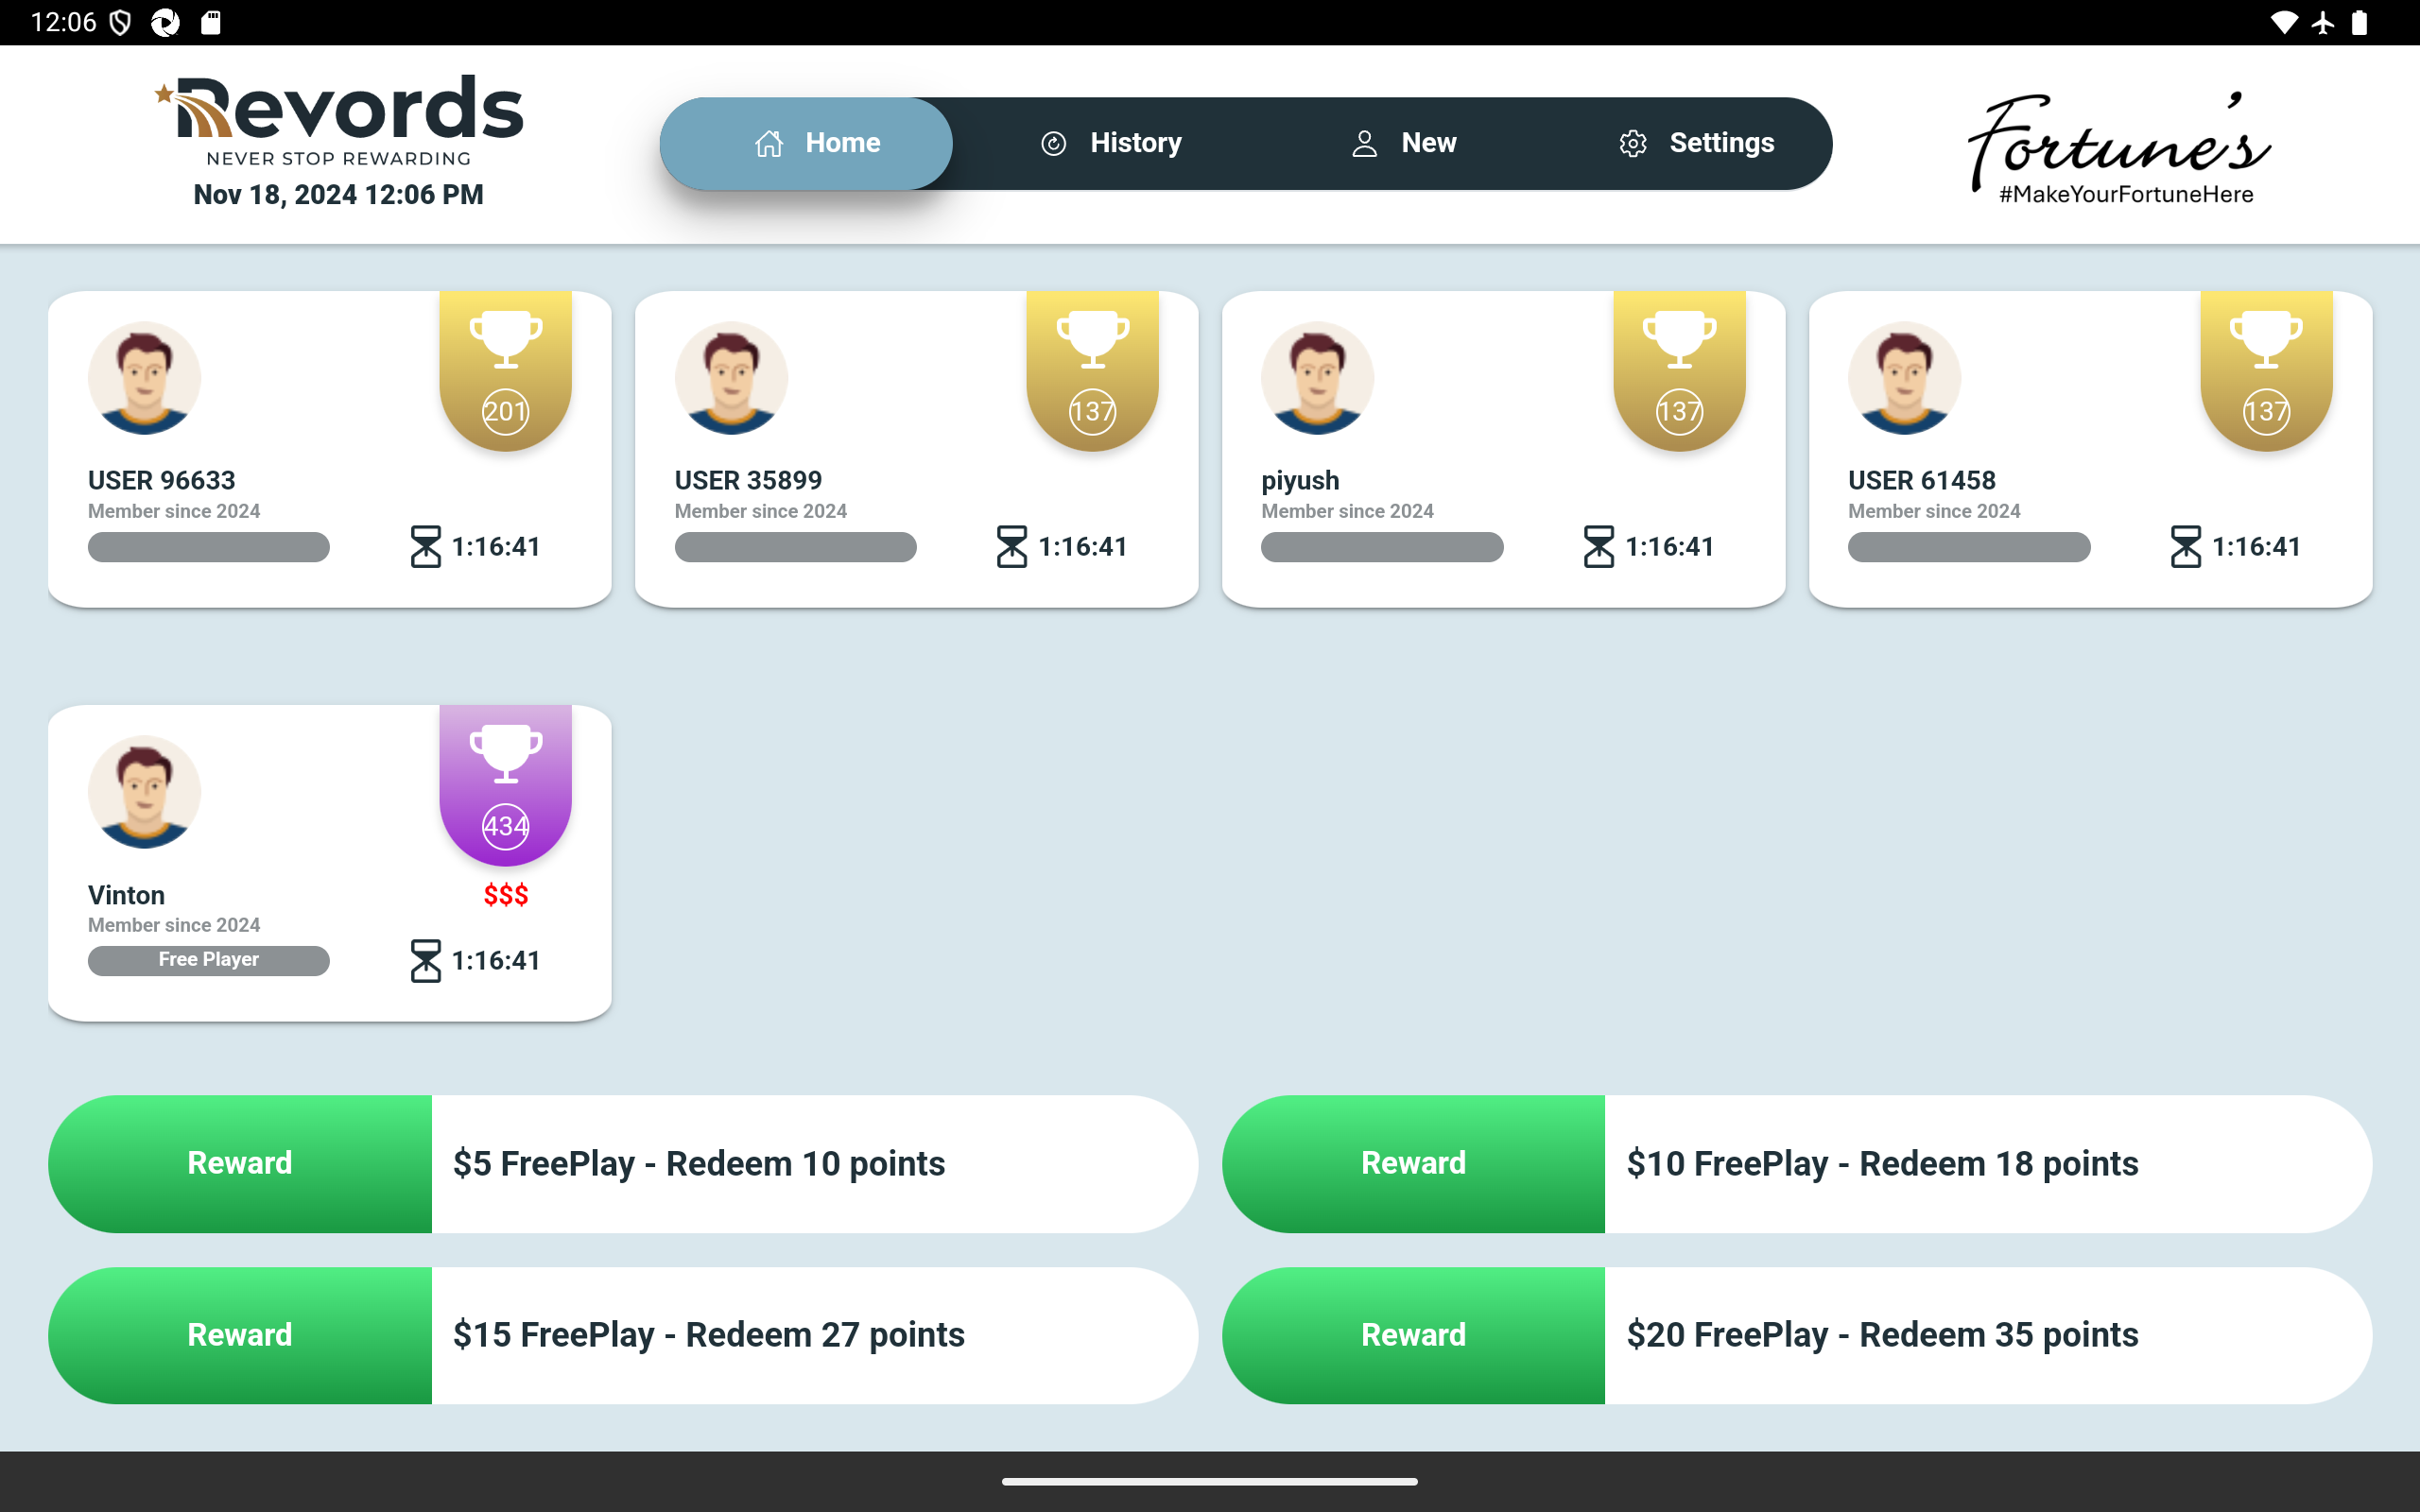 12:06
Revords
NEVER STOP REWARDING
Nov 18, 2024 12:06 PM
Home
History
New
Settings
Fortune's
#MakeYourFortuneHere
201
USER 96633
Member since 2024
1:16:41
137
USER 35899
Member since 2024
1:16:41
137
piyush
Member since 2024
1:16:41
137
USER 61458
Member since 2024
1:16:41
434
Vinton
$$$
Member since 2024
Free Player
1:16:41
Reward
$5 FreePlay - Redeem 10 points
Reward
$10 FreePlay - Redeem 18 points
Reward
$15 FreePlay - Redeem 27 points
Reward
$20 FreePlay - Redeem 35 points